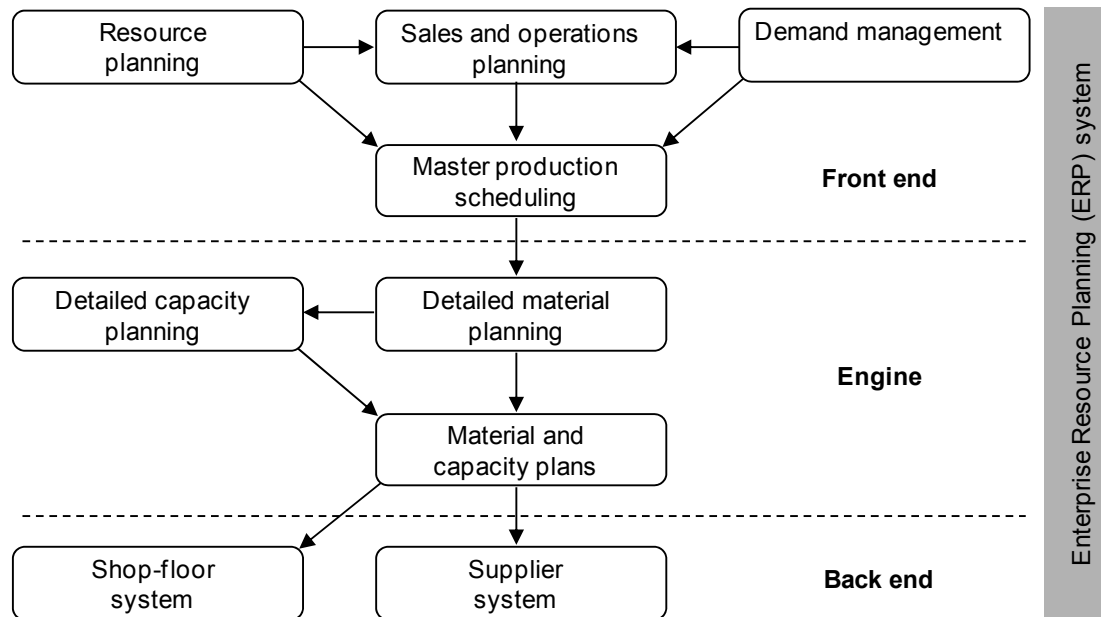 Resource
planning
Sales and operations
planning
Demand management
Master production
scheduling
Front end
Detailed capacity
planning
Detailed material
planning
Engine
Material and
capacity plans
Shop-floor
system
Supplier
system
Back end
Enterprise Resource Planning (ERP) system